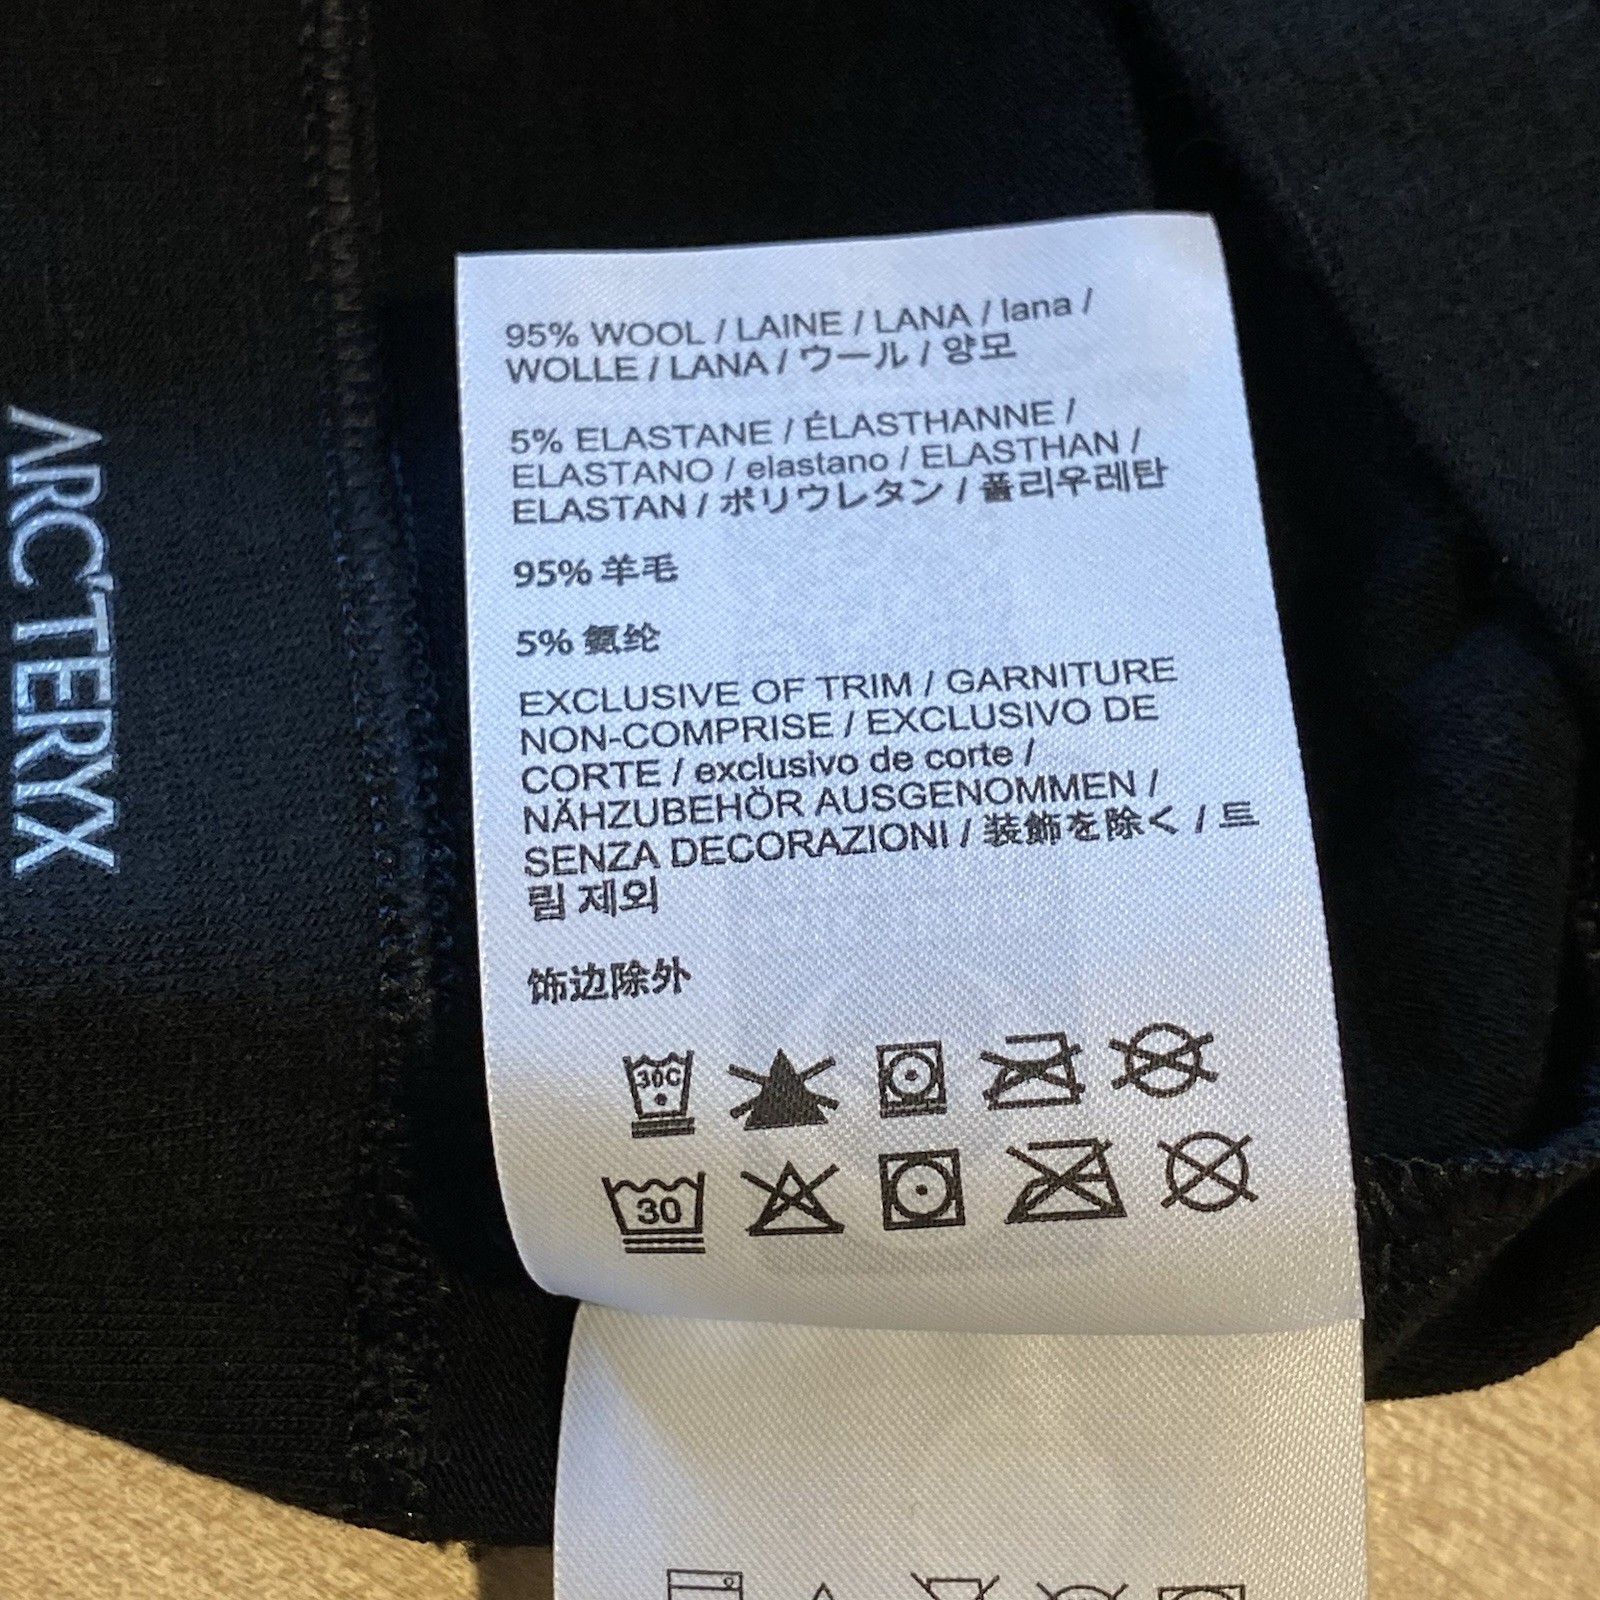 ARC'TERYX
95% WOOL / LAINE / LANA / lana /
WOLLE / LANA / ウール / 양모
5% ELASTANE / ÉLASTHANNE /
ELASTANO / elastano / ELASTHAN /
ELASTAN / ポリウレタン / 폴리우레탄
95% 羊毛
5% 氨纶
EXCLUSIVE OF TRIM / GARNITURE
NON-COMPRISE / EXCLUSIVO DE
CORTE / exclusivo de corte /
NÄHZUBEHÖR AUSGENOMMEN /
SENZA DECORAZIONI / 装飾を除く / 트
림 제외
饰边除外
30C
30